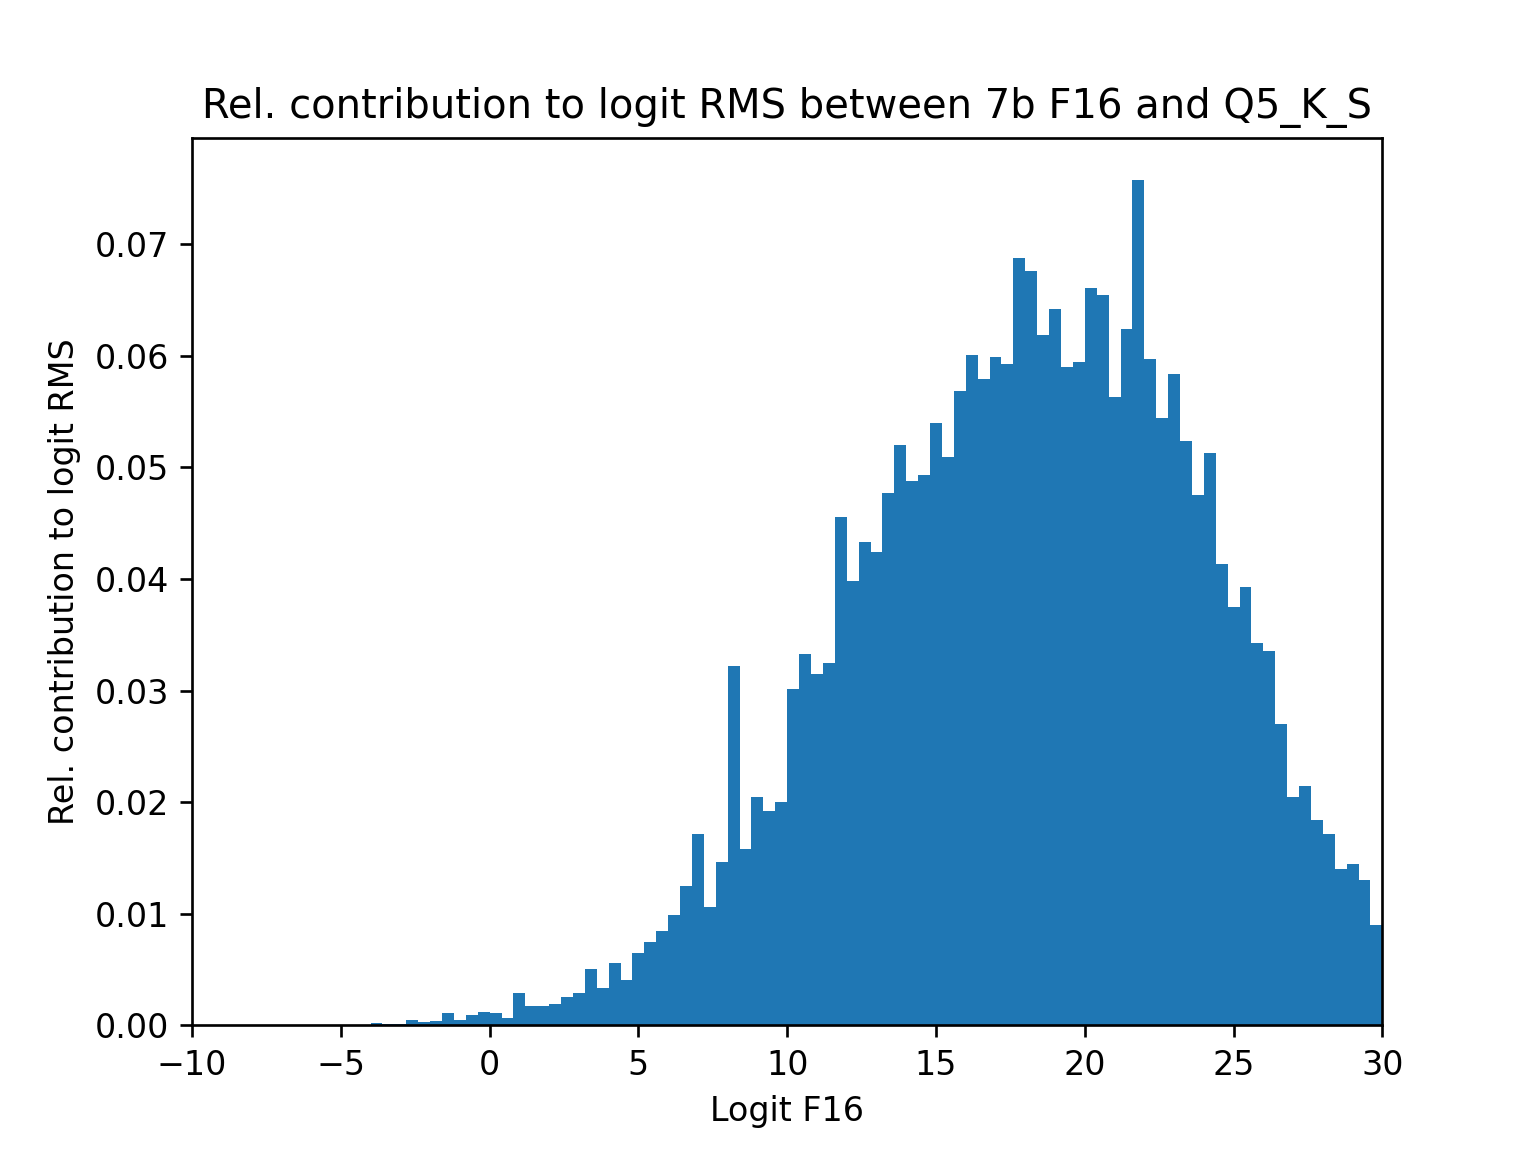 Rel. contribution to logit RMS between 7b F16 and Q5_K_S
Rel. contribution to logit RMS
0.07
0.06
0.05
0.04
0.03
0.02
0.01
0.00
−10 −5 0 5 10 15 20 25 30
Logit F16